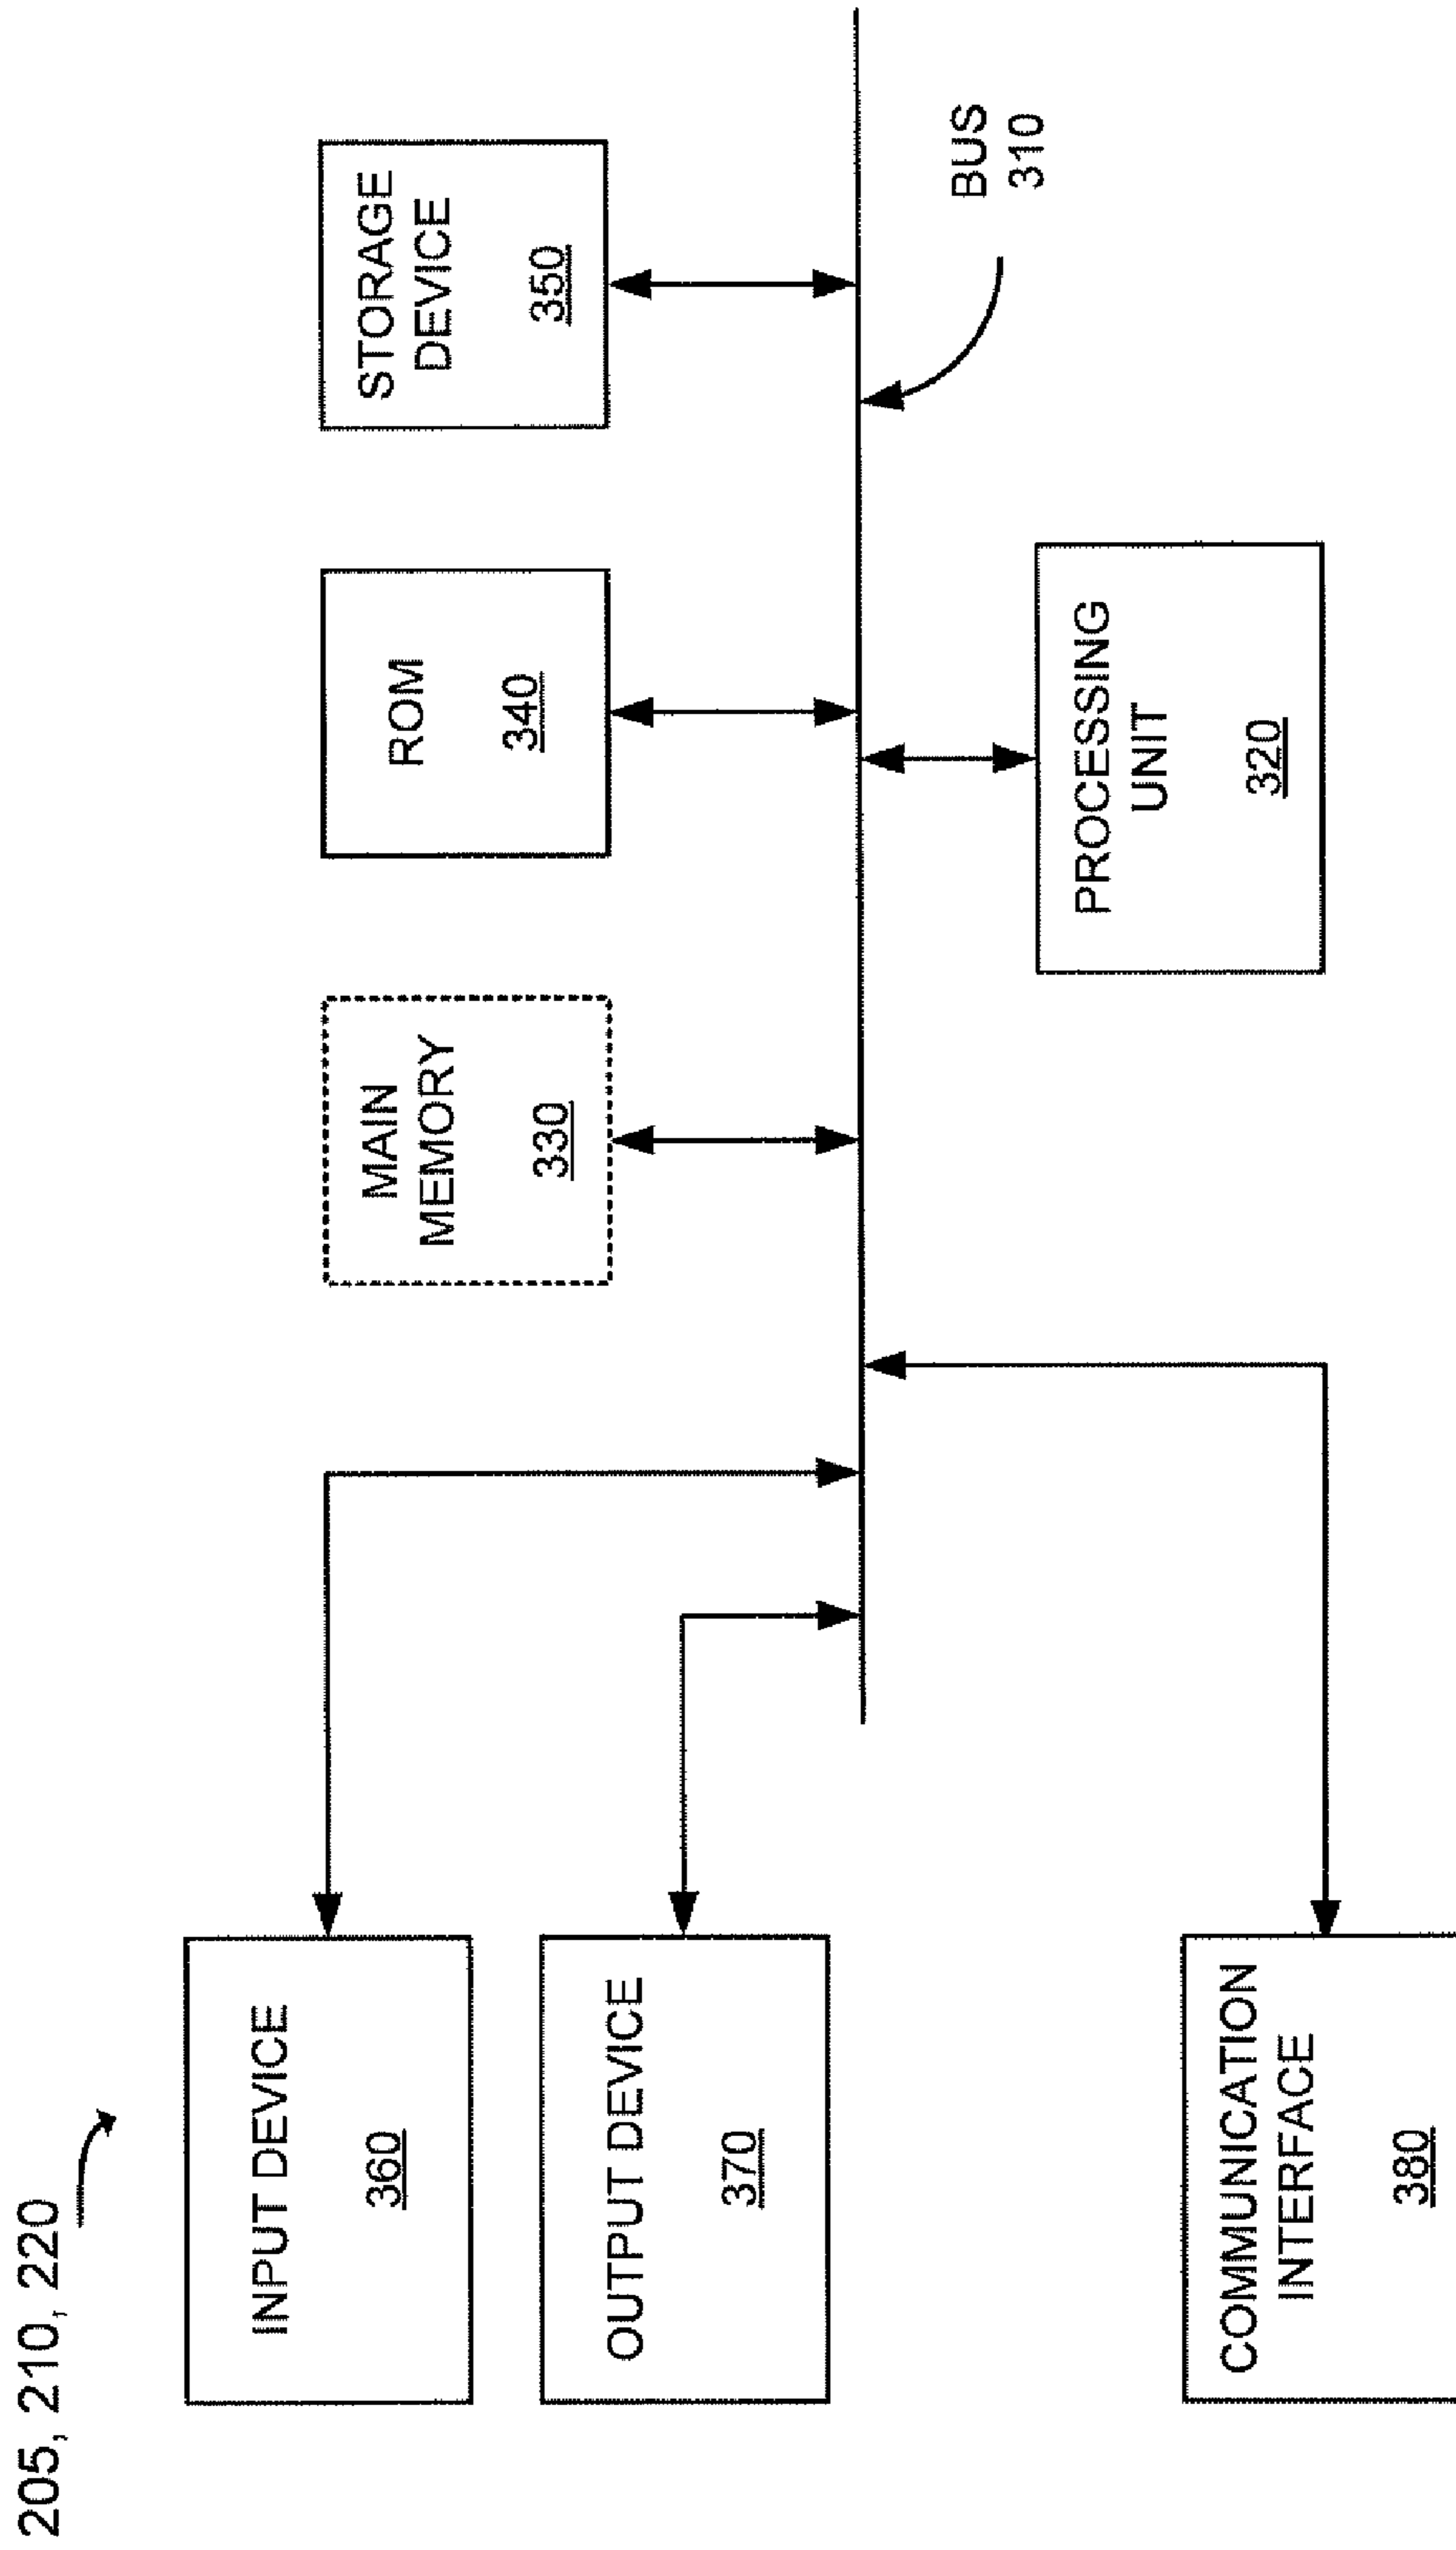 205, 210, 220
INPUT DEVICE
360
OUTPUT DEVICE
370
COMMUNICATION
INTERFACE
380
MAIN
MEMORY
330
ROM
340
STORAGE
DEVICE
350
PROCESSING
UNIT
320
BUS
310